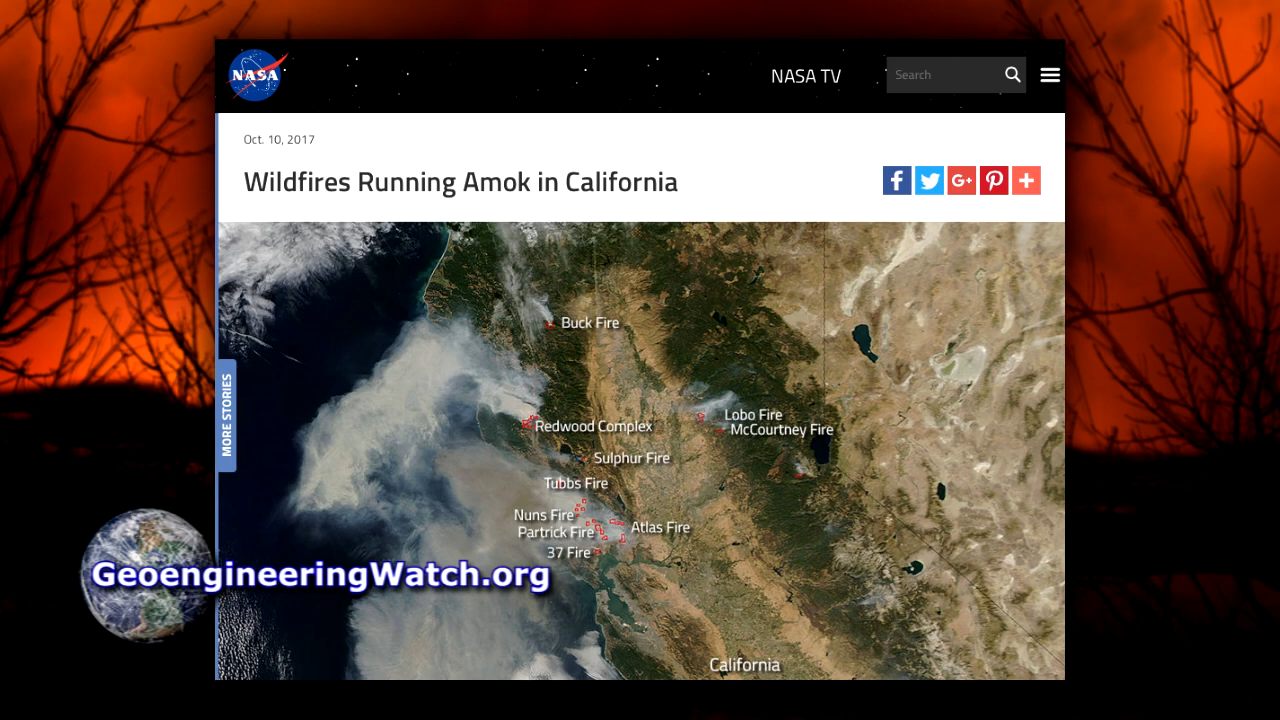 NASA
NASA TV
Search
Oct. 10, 2017
Wildfires Running Amok in California
Buck Fire
Lobo Fire
McCourtney Fire
Redwood Complex
Sulphur Fire
Tubbs Fire
Nuns Fire
Atlas Fire
Partrick Fire
37 Fire
MORE STORIES
GeoengineeringWatch.org
California